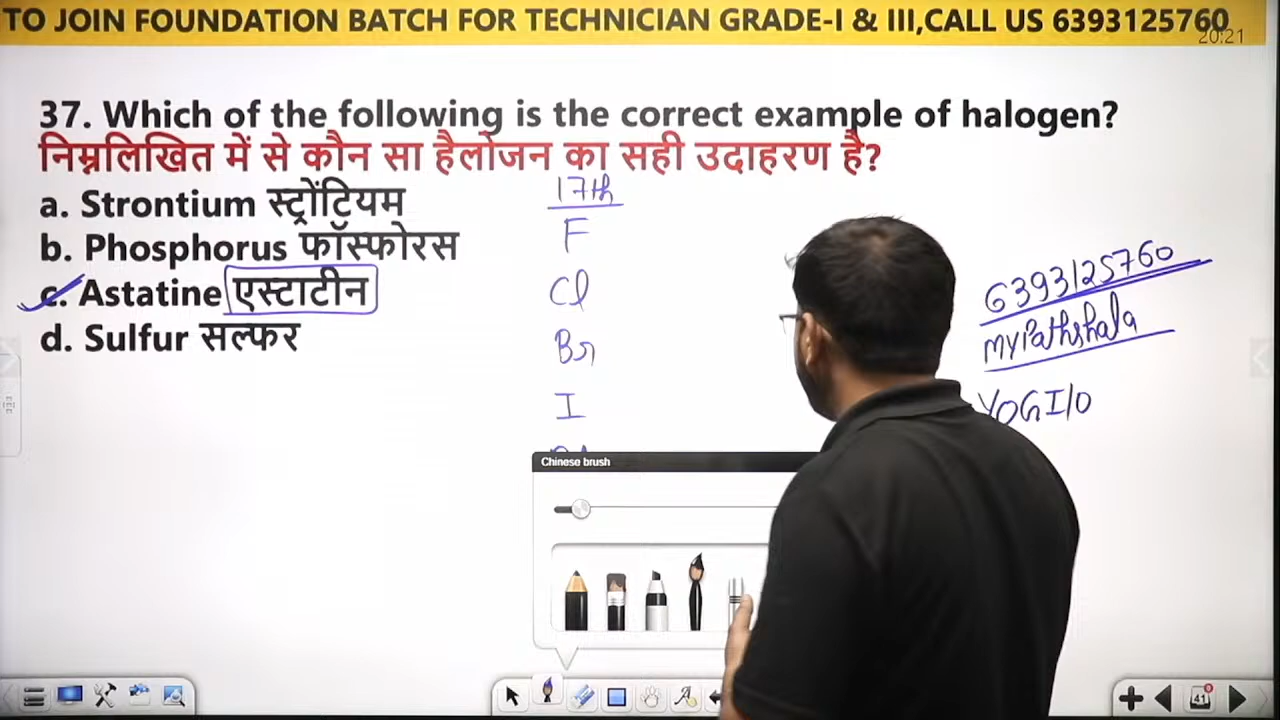 TO JOIN FOUNDATION BATCH FOR TECHNICIAN GRADE-I & III,CALL US 6393125760
20:21
37. Which of the following is the correct example of halogen?
निम्नलिखित में से कौन सा हैलोजन का सही उदाहरण है?
a. Strontium स्ट्रोंटियम
b. Phosphorus फॉस्फोरस
c. Astatine एस्टाटीन
d. Sulfur सल्फर
17th
F
Cl
Br
I
6393125760
MyPathshala
YOGI10
Chinese brush
41